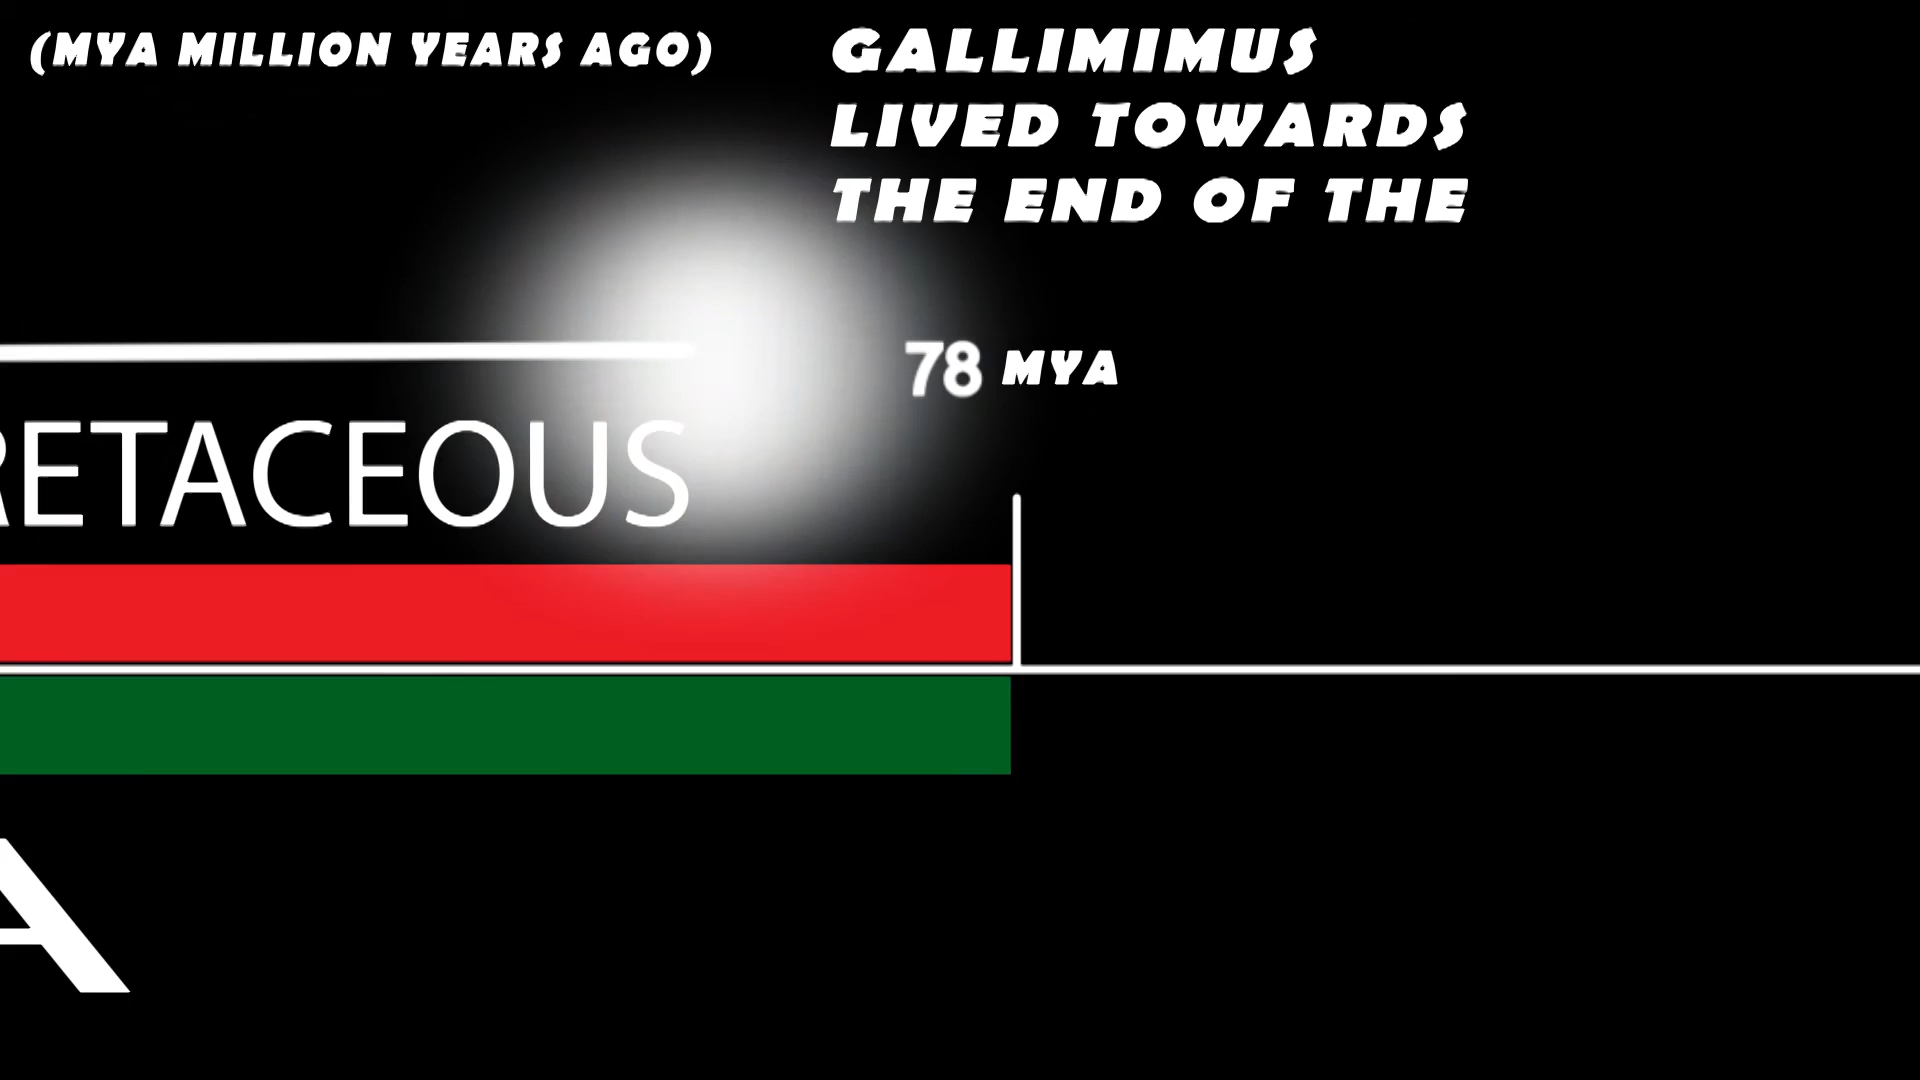 (MYA MILLION YEARS AGO)
GALLIMIMUS
LIVED TOWARDS
THE END OF THE
78 MYA
RETACEOUS
A